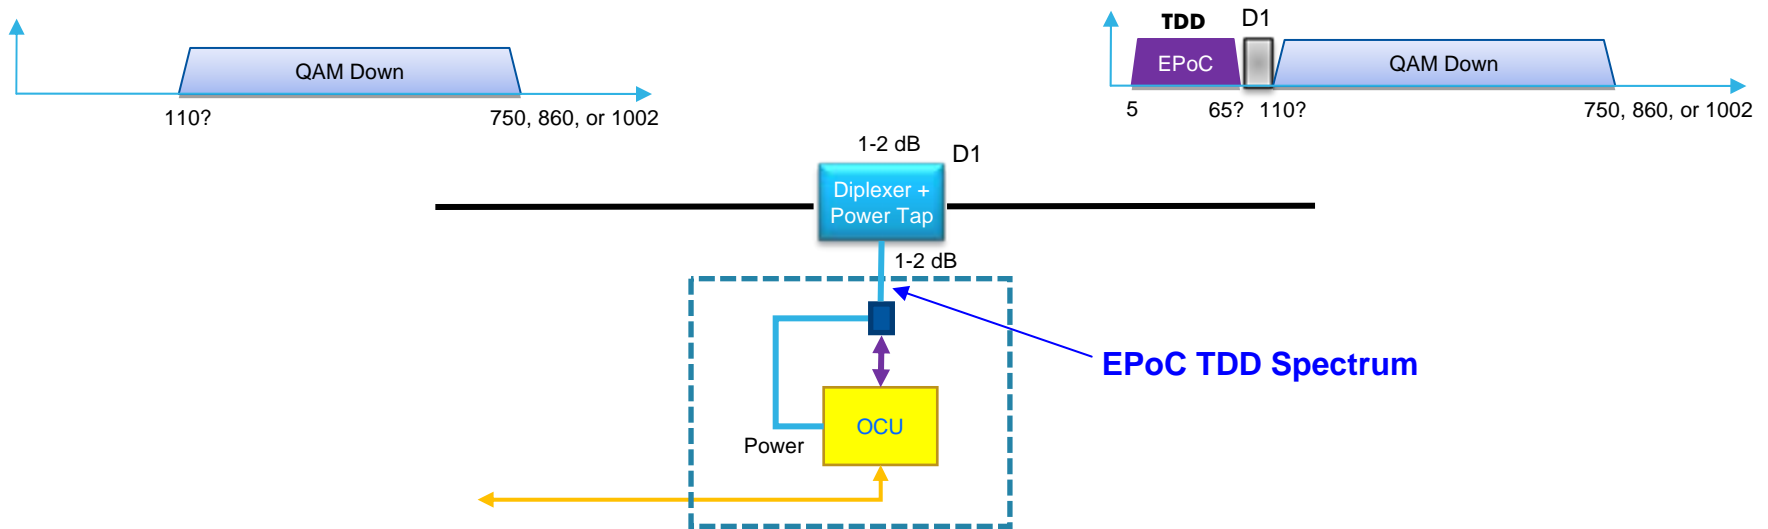 QAM Down
110?
750, 860, or 1002
TDD
D1
EPoC
QAM Down
5
65?
110?
750, 860, or 1002
1-2 dB
D1
Diplexer +
Power Tap
1-2 dB
EPoC TDD Spectrum
OCU
Power